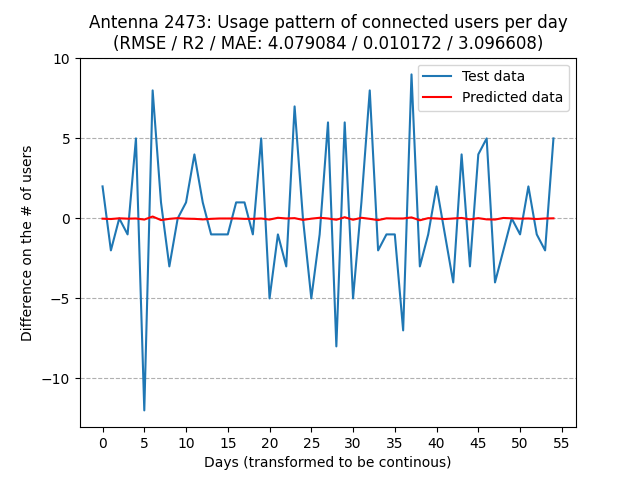 Antenna 2473: Usage pattern of connected users per day
(RMSE / R2 / MAE: 4.079084 / 0.010172 / 3.096608)
Test data
Predicted data
Difference on the # of users
10
5
0
−5
−10
0 5 10 15 20 25 30 35 40 45 50 55
Days (transformed to be continous)